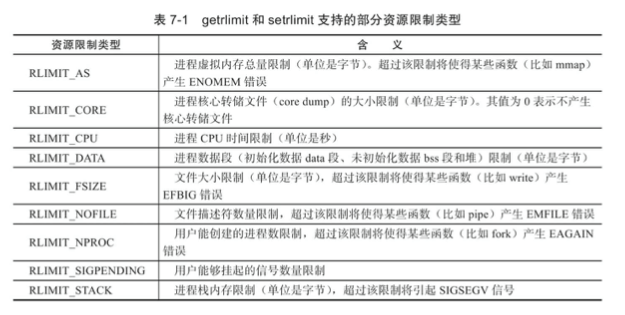 表 7-1 getrlimit 和 setrlimit 支持的部分资源限制类型
资源限制类型 含 义
RLIMIT_AS 进程虚拟内存总量限制（单位是字节）。超过该限制将使得某些函数（比如 mmap）
产生 ENOMEM 错误
RLIMIT_CORE 进程核心转储文件（core dump）的大小限制（单位是字节）。其值为 0 表示不产生
核心转储文件
RLIMIT_CPU 进程 CPU 时间限制（单位是秒）
RLIMIT_DATA 进程数据段（初始化数据 data 段、未初始化数据 bss 段和堆）限制（单位是字节）
RLIMIT_FSIZE 文件大小限制（单位是字节），超过该限制将使得某些函数（比如 write）产生
EFBIG 错误
RLIMIT_NOFILE 文件描述符数量限制，超过该限制将使得某些函数（比如 pipe）产生 EMFILE 错误
RLIMIT_NPROC 用户能创建的进程数限制，超过该限制将使得某些函数（比如 fork）产生 EAGAIN
错误
RLIMIT_SIGPENDING 用户能够挂起的信号数量限制
RLIMIT_STACK 进程栈内存限制（单位是字节），超过该限制将引起 SIGSEGV 信号